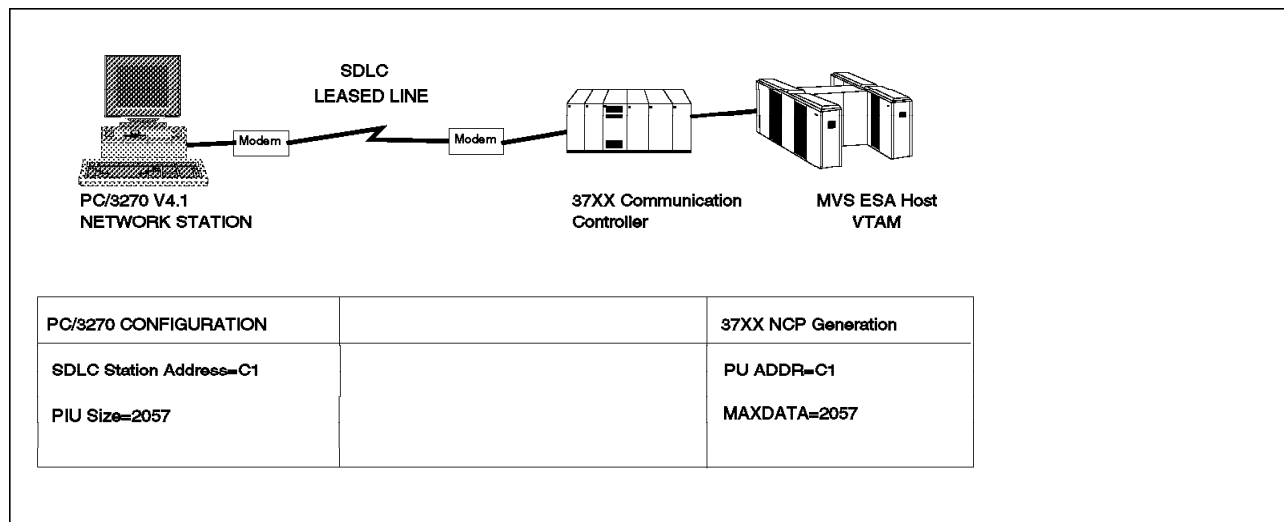 SDLC
LEASED LINE
Modem
Modem
PC/3270 V4.1
NETWORK STATION
37XX Communication
Controller
MVS ESA Host
VTAM
PC/3270 CONFIGURATION
37XX NCP Generation
SDLC Station Address=C1
PU ADDR=C1
PIU Size=2057
MAXDATA=2057